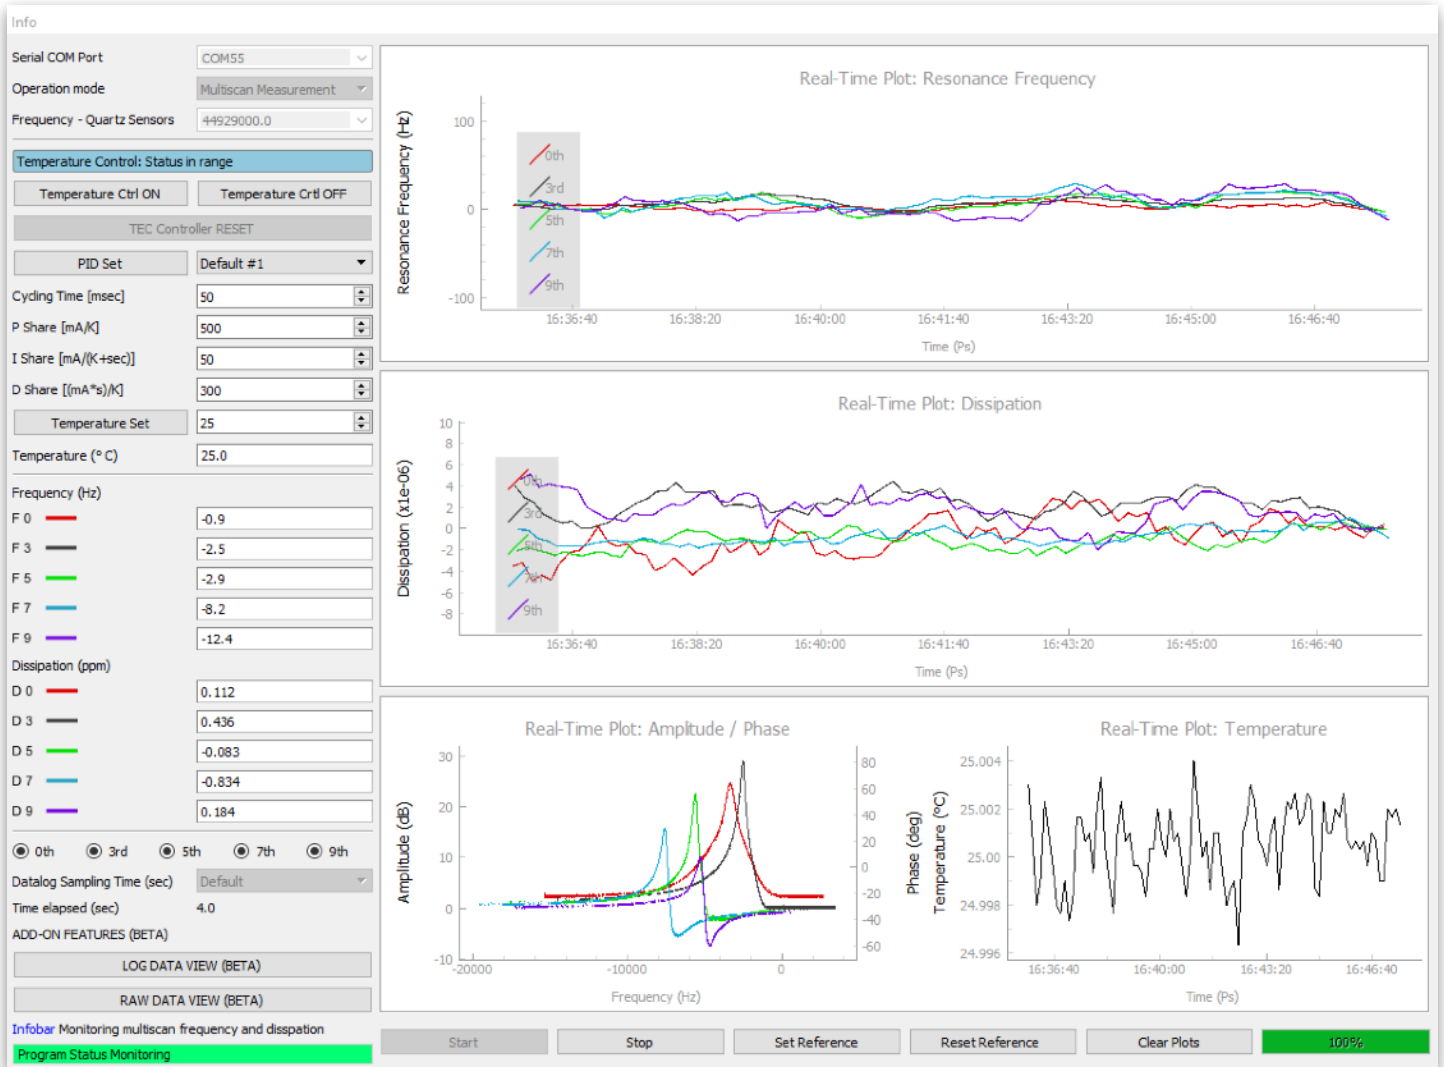 Info
Serial COM Port COM55
Operation mode Multiscan Measurement
Frequency - Quartz Sensors 44929000.0
Temperature Control: Status in range
Temperature Ctrl ON Temperature Crtl OFF
TEC Controller RESET
PID Set Default #1
Cycling Time [msec] 50
P Share [mA/K] 500
I Share [mA/(K+sec)] 50
D Share [(mA*s)/K] 300
Temperature Set 25
Temperature (° C) 25.0
Frequency (Hz)
F 0 -0.9
F 3 -2.5
F 5 -2.9
F 7 -8.2
F 9 -12.4
Dissipation (ppm)
D 0 0.112
D 3 0.436
D 5 -0.083
D 7 -0.834
D 9 0.184
0th 3rd 5th 7th 9th
Datalog Sampling Time (sec) Default
Time elapsed (sec) 4.0
ADD-ON FEATURES (BETA)
LOG DATA VIEW (BETA)
RAW DATA VIEW (BETA)
Infobar Monitoring multiscan frequency and disspation
Program Status Monitoring
Real-Time Plot: Resonance Frequency
Resonance Frequency (Hz)
100
0
-100
0th
3rd
5th
7th
9th
16:36:40 16:38:20 16:40:00 16:41:40 16:43:20 16:45:00 16:46:40
Time (Ps)
Real-Time Plot: Dissipation
Dissipation (x1e-06)
10
8
6
4
2
0
-2
-4
-6
-8
0th
3rd
5th
7th
9th
16:36:40 16:38:20 16:40:00 16:41:40 16:43:20 16:45:00 16:46:40
Time (Ps)
Real-Time Plot: Amplitude / Phase
Amplitude (dB)
30
20
10
0
-10
80
60
40
20
0
-20
-40
-60
Phase (deg)
-20000 -10000 0
Frequency (Hz)
Real-Time Plot: Temperature
Temperature (°C)
25.004
25.002
25.00
24.998
24.996
16:36:40 16:40:00 16:43:20 16:46:40
Time (Ps)
Start Stop Set Reference Reset Reference Clear Plots 100%